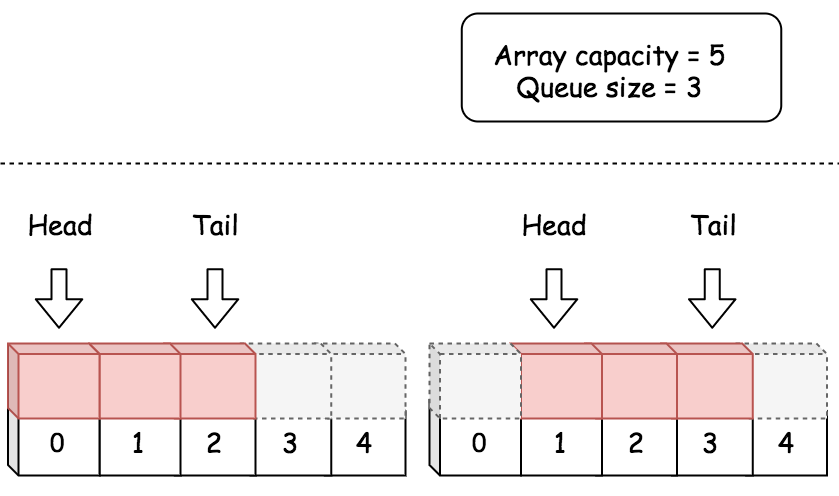 Array capacity = 5
Queue size = 3
Head Tail Head Tail
0 1 2 3 4 0 1 2 3 4